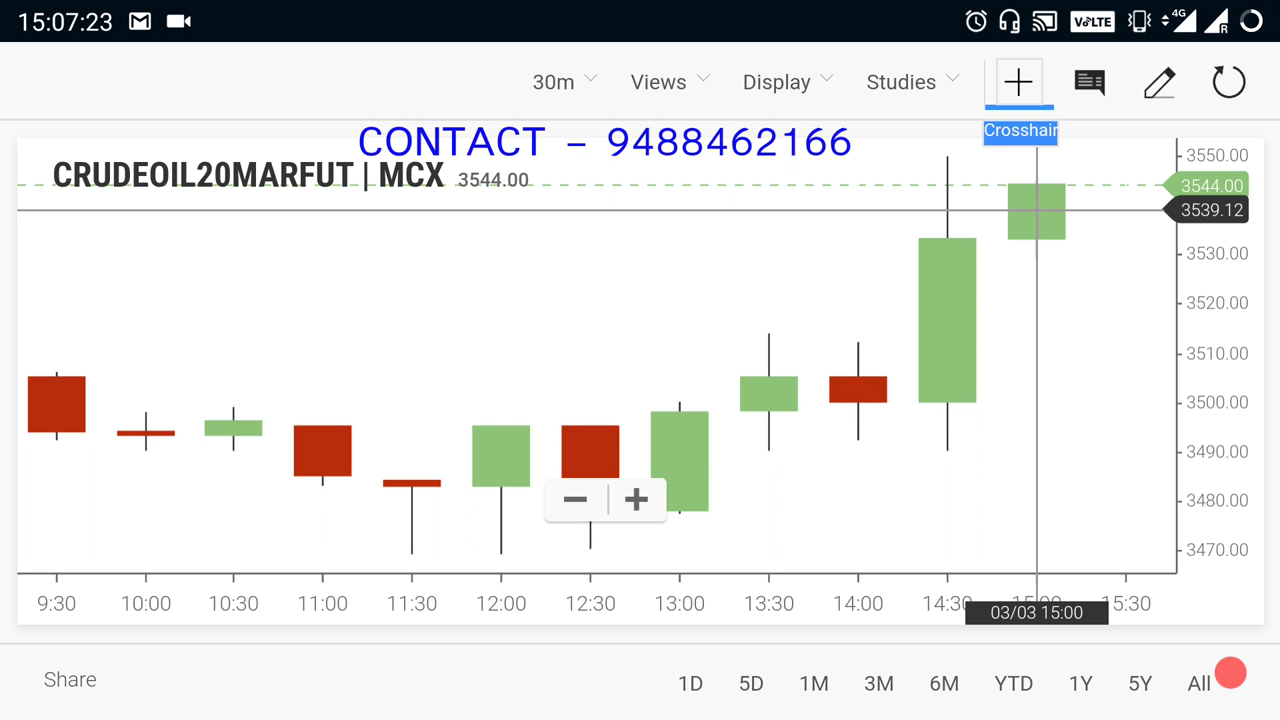 15:07:23 VoLTE 4G R
30m Views Display Studies
Crosshair
CONTACT - 9488462166
CRUDEOIL20MARFUT | MCX 3544.00
3550.00
3544.00
3539.12
3530.00
3520.00
3510.00
3500.00
3490.00
3480.00
3470.00
9:30 10:00 10:30 11:00 11:30 12:00 12:30 13:00 13:30 14:00 14:30 15:00 15:30
03/03 15:00
Share 1D 5D 1M 3M 6M YTD 1Y 5Y All